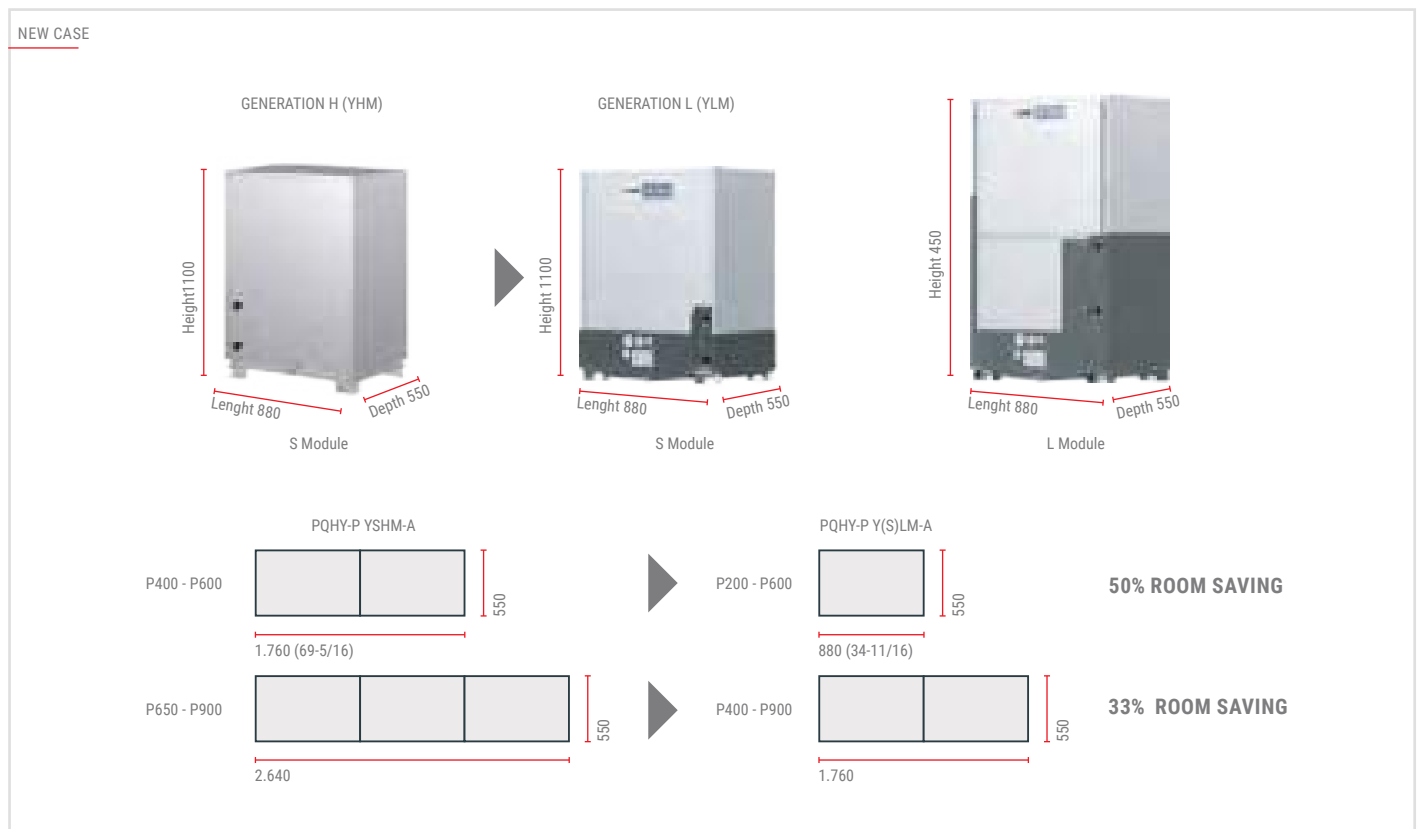 NEW CASE
GENERATION H (YHM)
GENERATION L (YLM)
Height1100
Lenght 880
Depth 550
S Module
Height 1100
Lenght 880
Depth 550
S Module
Height 450
Lenght 880
Depth 550
L Module
PQHY-P YSHM-A
PQHY-P Y(S)LM-A
P400 - P600
550
1.760 (69-5/16)
P200 - P600
550
880 (34-11/16)
50% ROOM SAVING
P650 - P900
550
2.640
P400 - P900
550
1.760
33% ROOM SAVING